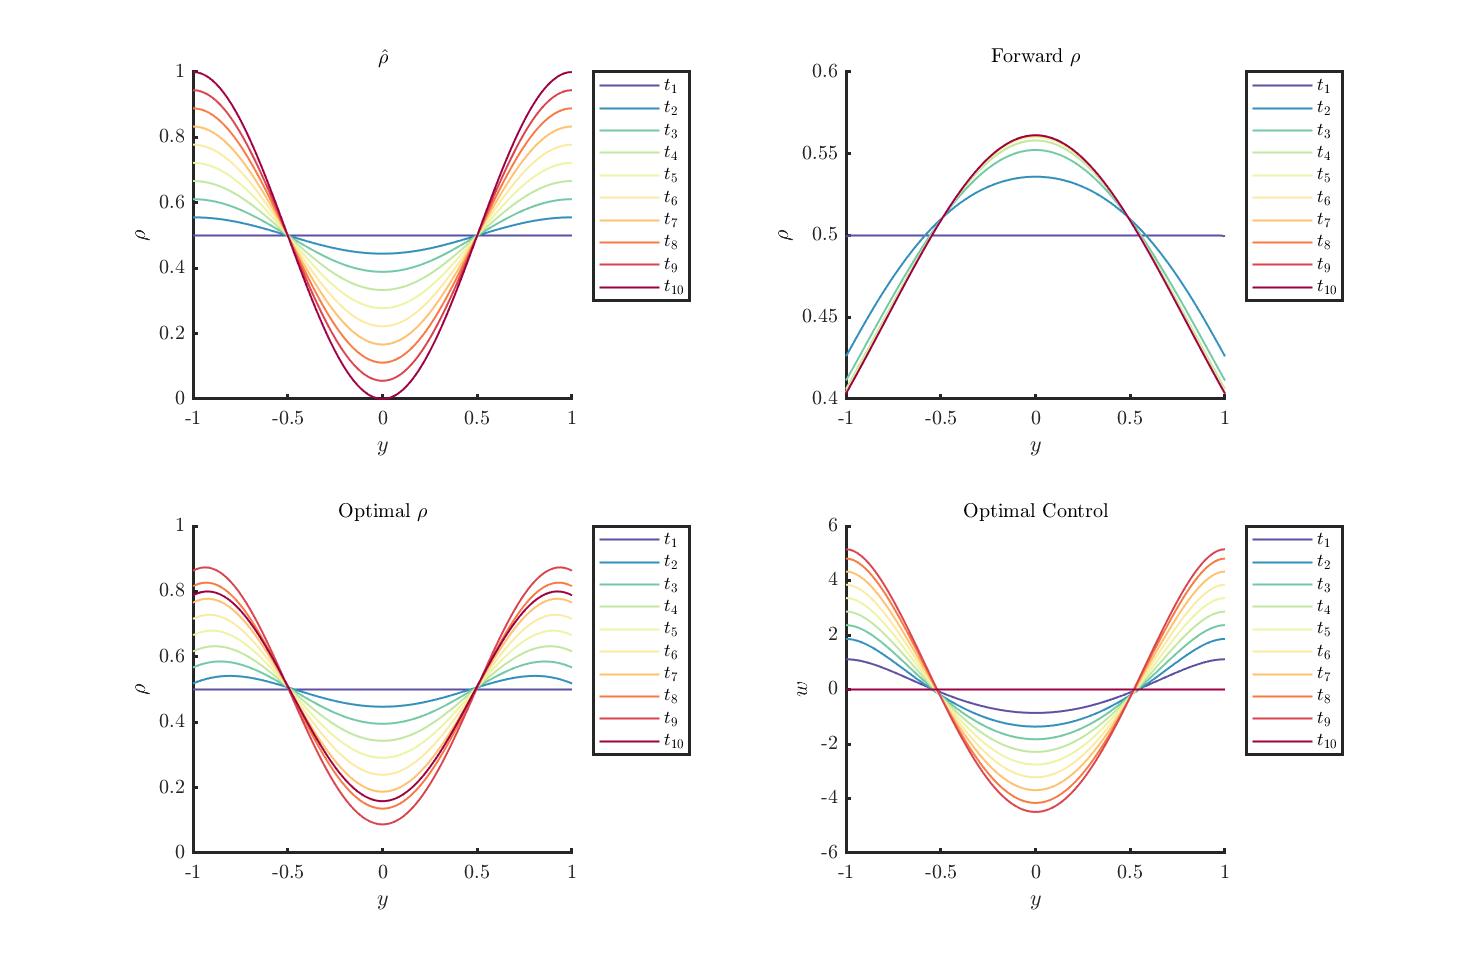 ρ̂
1
0.8
0.6
0.4
0.2
0
ρ
-1 -0.5 0 0.5 1
y
t₁
t₂
t₃
t₄
t₅
t₆
t₇
t₈
t₉
t₁₀
Forward ρ
0.6
0.55
0.5
0.45
0.4
ρ
-1 -0.5 0 0.5 1
y
t₁
t₂
t₃
t₄
t₅
t₆
t₇
t₈
t₉
t₁₀
Optimal ρ
1
0.8
0.6
0.4
0.2
0
ρ
-1 -0.5 0 0.5 1
y
t₁
t₂
t₃
t₄
t₅
t₆
t₇
t₈
t₉
t₁₀
Optimal Control
6
4
2
0
-2
-4
-6
w
-1 -0.5 0 0.5 1
y
t₁
t₂
t₃
t₄
t₅
t₆
t₇
t₈
t₉
t₁₀